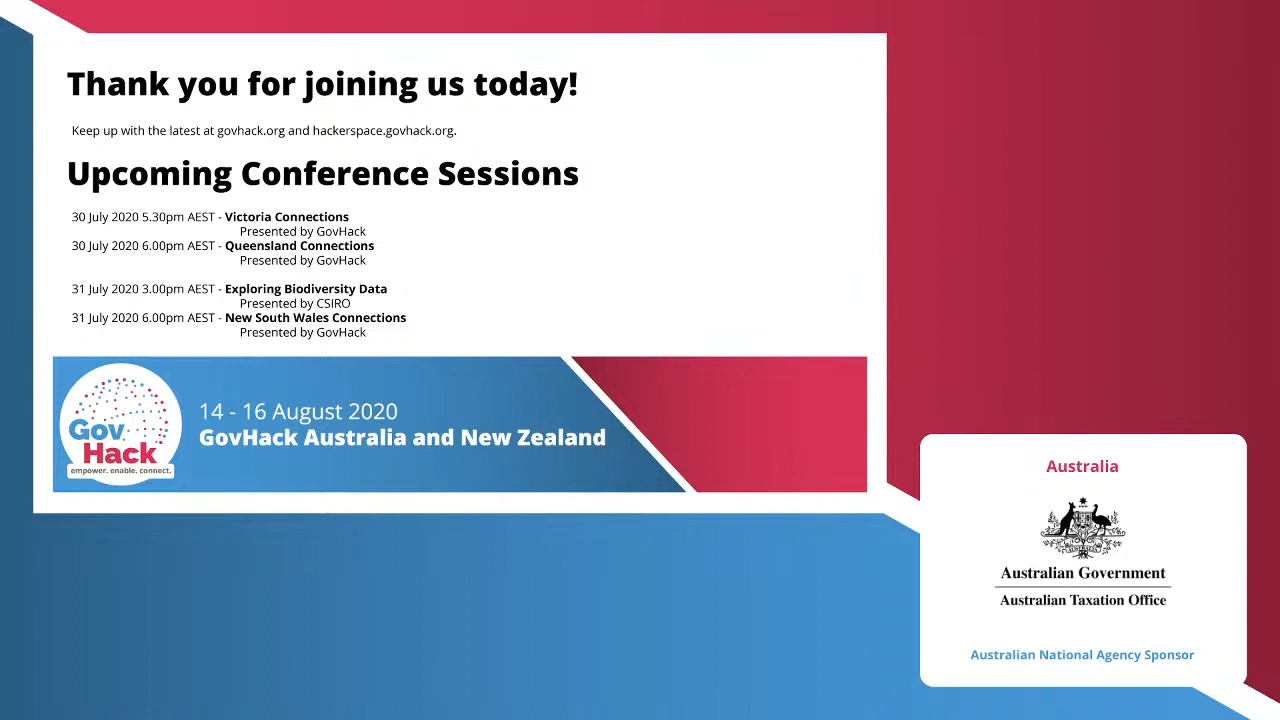 Thank you for joining us today!
Keep up with the latest at govhack.org and hackerspace.govhack.org.
Upcoming Conference Sessions
30 July 2020 5.30pm AEST - Victoria Connections
Presented by GovHack
30 July 2020 6.00pm AEST - Queensland Connections
Presented by GovHack
31 July 2020 3.00pm AEST - Exploring Biodiversity Data
Presented by CSIRO
31 July 2020 6.00pm AEST - New South Wales Connections
Presented by GovHack
Gov
Hack
empower. enable. connect.
14 - 16 August 2020
GovHack Australia and New Zealand
Australia
AUSTRALIA
Australian Government
Australian Taxation Office
Australian National Agency Sponsor